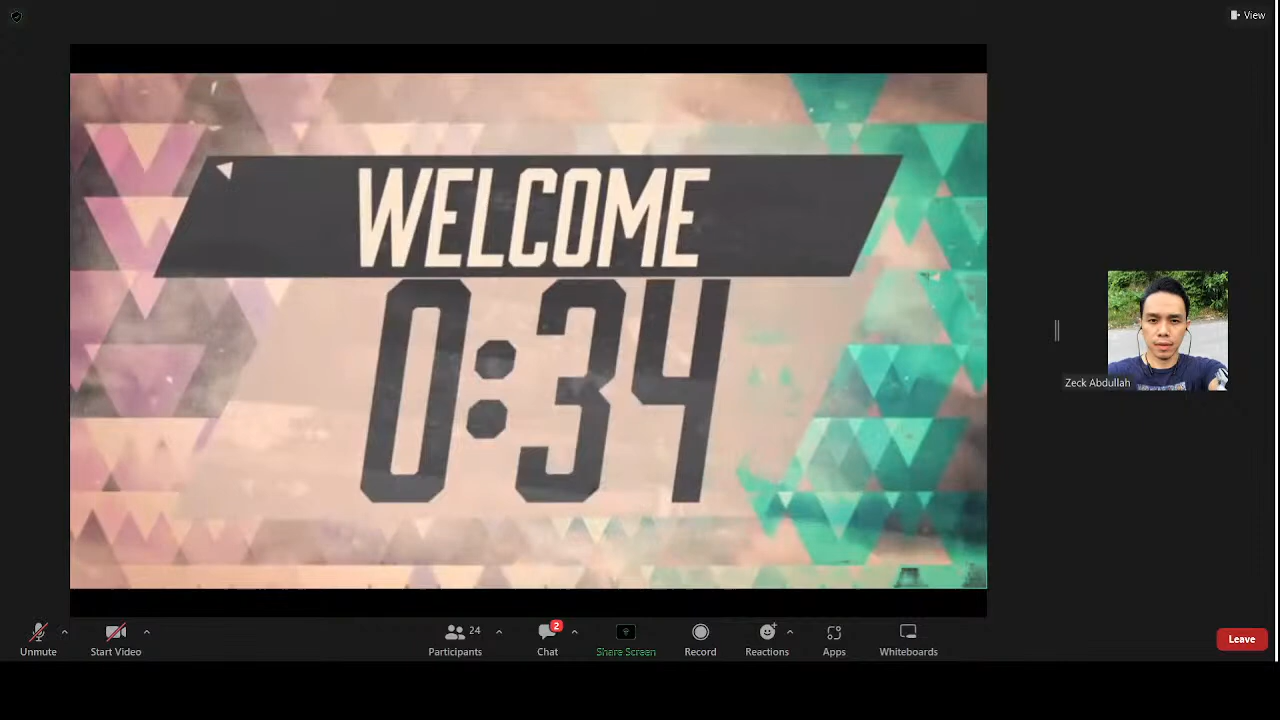 View
WELCOME
0:34
Zeck Abdullah
24
2
Unmute
Start Video
Participants
Chat
Share Screen
Record
Reactions
Apps
Whiteboards
Leave